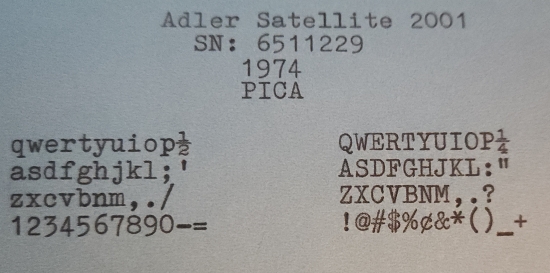 Adler Satellite 2001
SN: 6511229
1974
PICA
qwertyuiop½
asdfghjkl;'
zxcvbnm,./
1234567890-=
QWERTYUIOP¼
ASDFGHJKL:"
ZXCVBNM,.?
!@#$%¢&*()_+